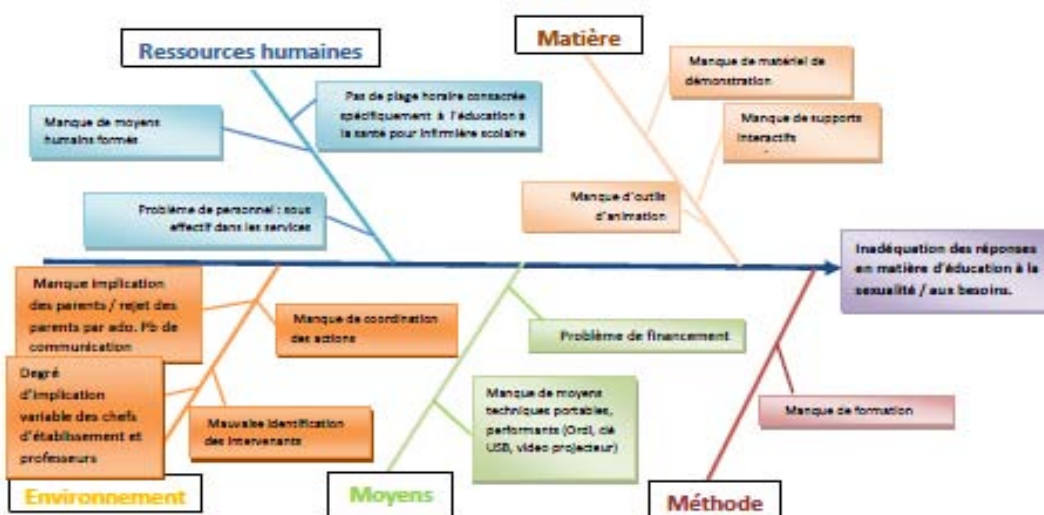 Ressources humaines
Matière
Manque de matériel de
démonstration
Pas de plage horaire consacrée
spécifiquement à l'éducation à
la santé pour infirmière scolaire
Manque de moyens
humains formés
Manque de supports
interactifs
Manque d'outils
d'animation
Problème de personnel : sous
effectif dans les services
Inadéquation des réponses
en matière d'éducation à la
sexualité / aux besoins.
Manque implication
des parents / rejet des
parents par ado. Pb de
communication
Manque de coordination
des actions
Problème de financement
Degré
d'implication
variable des chefs
d'établissement et
professeurs
Mauvaise identification
des intervenants
Manque de moyens
techniques portables,
performants (Ordi, clé
USB, video projecteur)
Manque de formation
Environnement
Moyens
Méthode